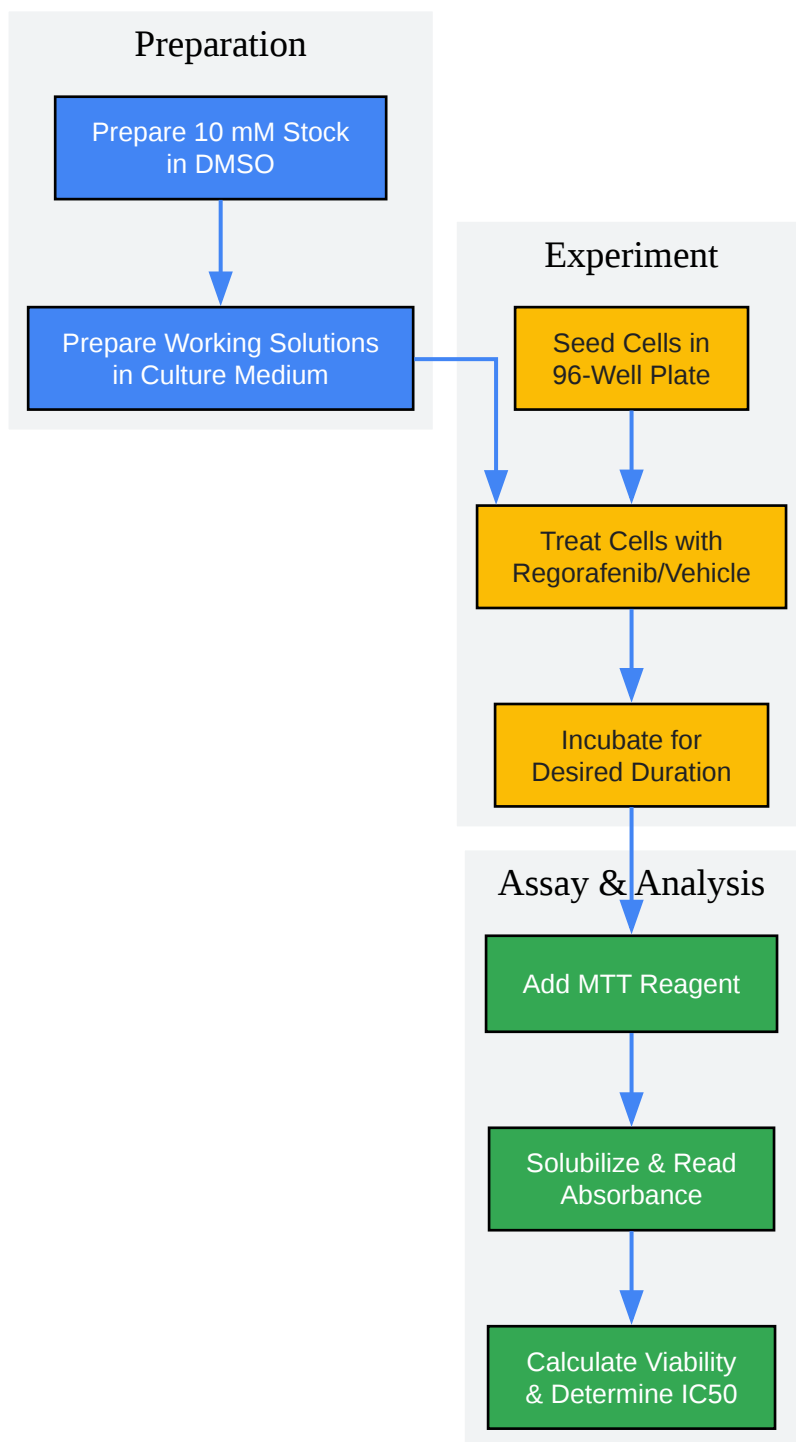 Preparation
Prepare 10 mM Stock
in DMSO
Prepare Working Solutions
in Culture Medium
Experiment
Seed Cells in
96-Well Plate
Treat Cells with
Regorafenib/Vehicle
Incubate for
Desired Duration
Assay & Analysis
Add MTT Reagent
Solubilize & Read
Absorbance
Calculate Viability
& Determine IC50